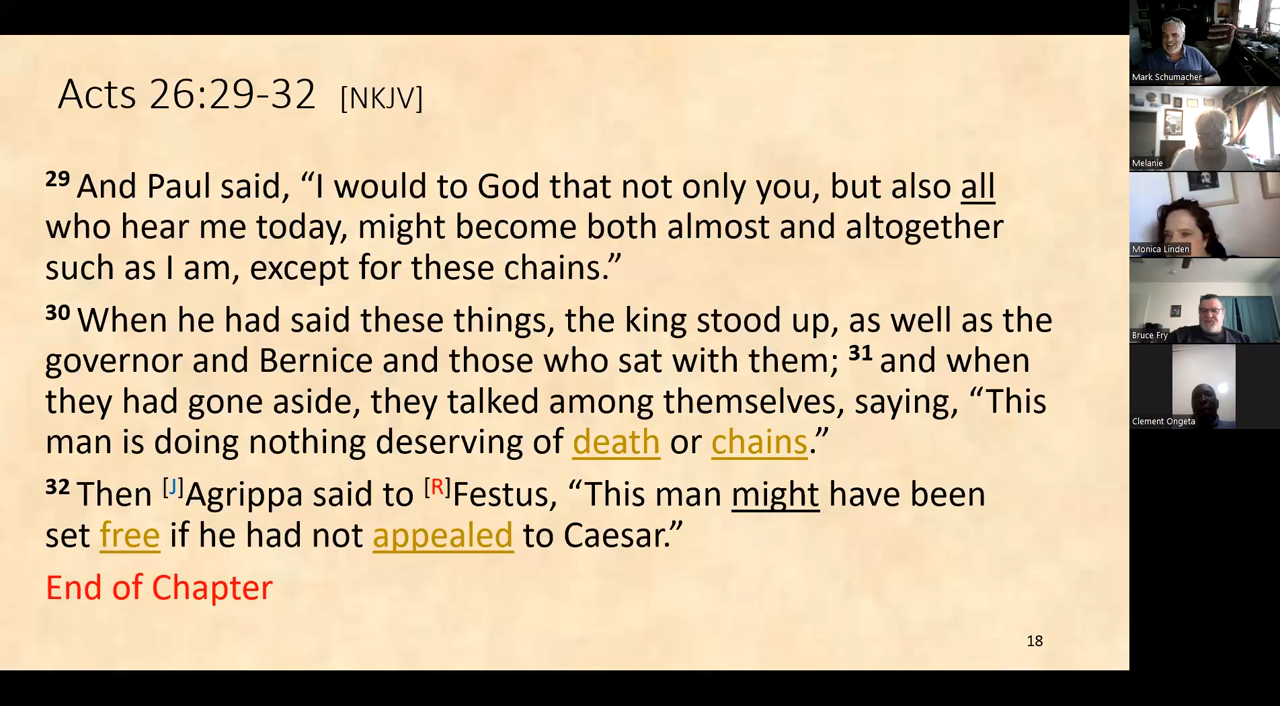 Acts 26:29-32 [NKJV]
29 And Paul said, “I would to God that not only you, but also all
who hear me today, might become both almost and altogether
such as I am, except for these chains.”
30 When he had said these things, the king stood up, as well as the
governor and Bernice and those who sat with them; 31 and when
they had gone aside, they talked among themselves, saying, “This
man is doing nothing deserving of death or chains.”
32 Then [J]Agrippa said to [R]Festus, “This man might have been
set free if he had not appealed to Caesar.”
End of Chapter
18
Mark Schumacher
Melanie
Monica Linden
Bruce Fry
Clement Ongeta